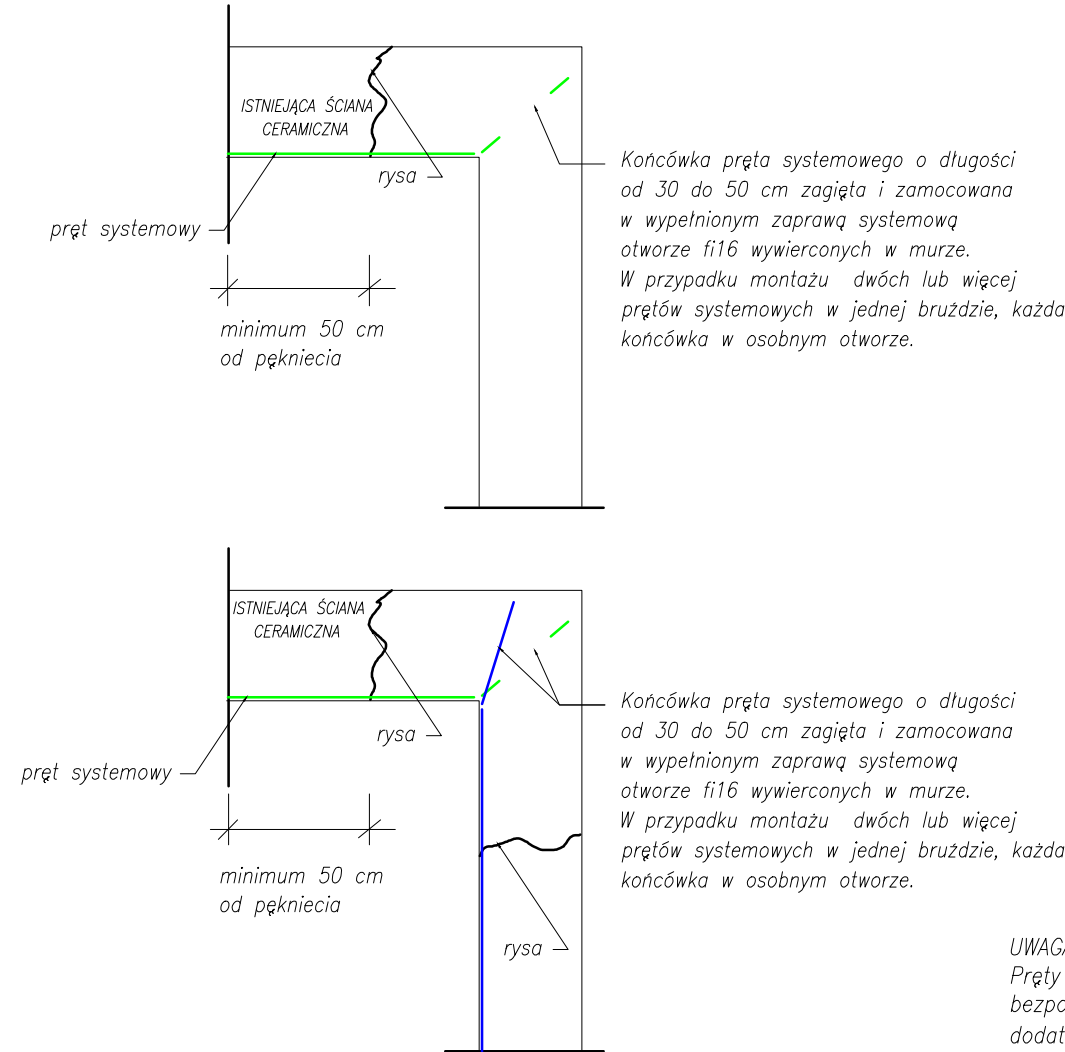 ISTNIEJĄCA ŚCIANA
CERAMICZNA
rysa
pręt systemowy
minimum 50 cm
od pękniecia
Końcówka pręta systemowego o długości
od 30 do 50 cm zagięta i zamocowana
w wypełnionym zaprawą systemową
otworze fi16 wywierconych w murze.
W przypadku montażu dwóch lub więcej
prętów systemowych w jednej bruździe, każda
końcówka w osobnym otworze.
ISTNIEJĄCA ŚCIANA
CERAMICZNA
rysa
pręt systemowy
minimum 50 cm
od pękniecia
Końcówka pręta systemowego o długości
od 30 do 50 cm zagięta i zamocowana
w wypełnionym zaprawą systemową
otworze fi16 wywierconych w murze.
W przypadku montażu dwóch lub więcej
prętów systemowych w jednej bruździe, każda
końcówka w osobnym otworze.
rysa
UWAGA
Pręty
bezpo
dodat